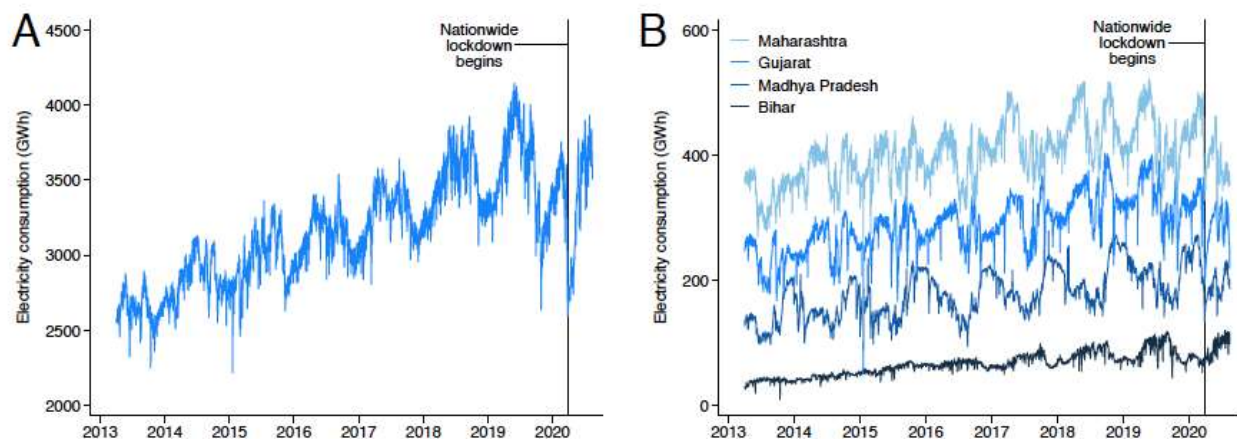 A
Electricity consumption (GWh)
4500
4000
3500
3000
2500
2000
Nationwide
lockdown
begins
2013 2014 2015 2016 2017 2018 2019 2020
B
Electricity consumption (GWh)
600
400
200
0
Maharashtra
Gujarat
Madhya Pradesh
Bihar
Nationwide
lockdown
begins
2013 2014 2015 2016 2017 2018 2019 2020